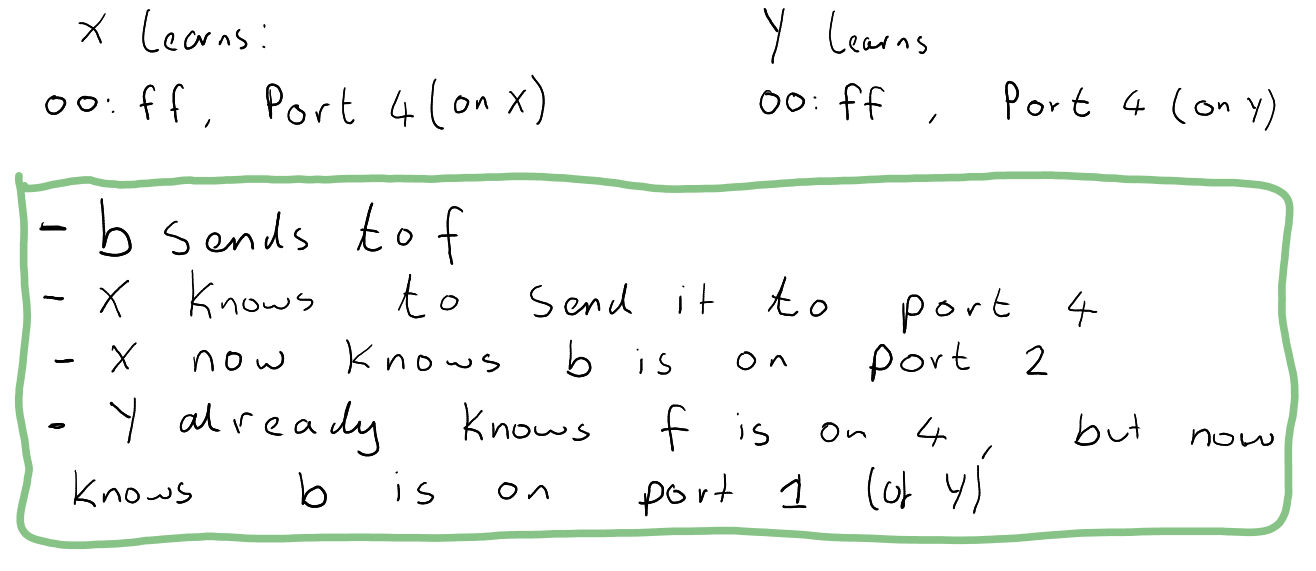 X learns:
Y learns
00:ff, Port 4 (on X)
00:ff, Port 4 (on Y)
- b sends to f
- X knows to send it to port 4
- X now knows b is on port 2
- Y already knows f is on 4, but now
knows b is on port 1 (of Y)